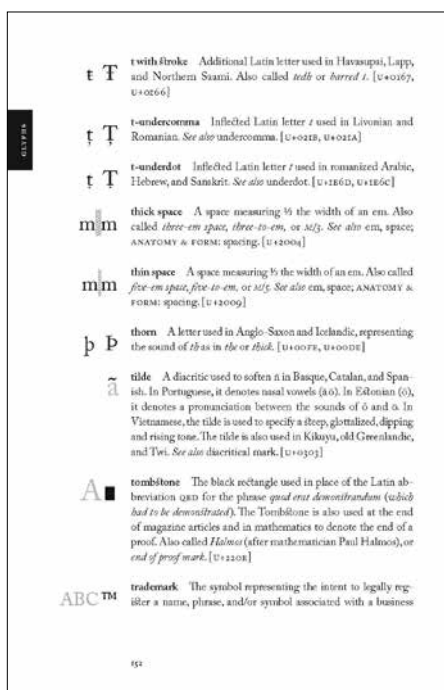 GLYPHS
ŧ Ŧ
t with stroke Additional Latin letter used in Havasupai, Lapp,
and Northern Saami. Also called tedh or barred t. [U+0167,
U+0166]
ț Ț
t-undercomma Inflected Latin letter t used in Livonian and
Romanian. See also undercomma. [U+021B, U+021A]
ṭ Ṭ
t-underdot Inflected Latin letter t used in romanized Arabic,
Hebrew, and Sanskrit. See also underdot. [U+1E6D, U+1E6C]
m m
thick space A space measuring ⅓ the width of an em. Also
called three-em space, three-to-em, or M/3. See also em, space;
ANATOMY & FORM: spacing. [U+2004]
m m
thin space A space measuring ⅕ the width of an em. Also called
five-em space, five-to-em, or M/5. See also em, space; ANATOMY &
FORM: spacing. [U+2009]
þ Þ
thorn A letter used in Anglo-Saxon and Icelandic, representing
the sound of th as in the or thick. [U+00FE, U+00DE]
ã
tilde A diacritic used to soften n in Basque, Catalan, and Span-
ish. In Portuguese, it denotes nasal vowels (ã õ). In Estonian (õ),
it denotes a pronunciation between the sounds of ö and o. In
Vietnamese, the tilde is used to specify a steep, glottalized, dipping
and rising tone. The tilde is also used in Kikuyu, old Greenlandic,
and Twi. See also diacritical mark. [U+0303]
A ∎
tombstone The black rectangle used in place of the Latin ab-
breviation QED for the phrase quod erat demonstrandum (which
had to be demonstrated). The Tombstone is also used at the end
of magazine articles and in mathematics to denote the end of a
proof. Also called Halmos (after mathematician Paul Halmos), or
end of proof mark. [U+220E]
ABC™
trademark The symbol representing the intent to legally reg-
ister a name, phrase, and/or symbol associated with a business
152